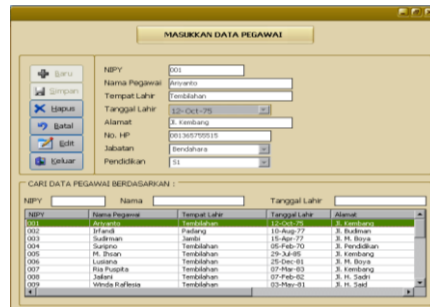 MASUKKAN DATA PEGAWAI
Baru
Simpan
Hapus
Batal
Edit
Keluar
NIPY 001
Nama Pegawai Ariyanto
Tempat Lahir Tembilahan
Tanggal Lahir 12-Oct-75
Alamat Jl. Kembang
No. HP 081365755515
Jabatan Bendahara
Pendidikan S1
CARI DATA PEGAWAI BERDASARKAN :
NIPY Nama Tanggal Lahir
NIPY Nama Pegawai Tempat Lahir Tanggal Lahir Alamat
001 Ariyanto Tembilahan 12-Oct-75 Jl. Kembang
002 Irfandi Padang 10-Aug-77 Jl. Budiman
003 Sudirman Jambi 15-Apr-77 Jl. M. Boya
004 Suripno Tembilahan 05-Feb-70 Jl. Pendidikan
005 M. Ihsan Tembilahan 29-Jul-85 Jl. Kembang
006 Lusiana Tembilahan 25-Dec-81 Jl. M. Boya
007 Ria Puspita Tembilahan 07-Mar-83 Jl. Kembang
008 Jailani Tembilahan 07-Feb-82 Jl. H. Sadri
009 Winda Raflesia Tembilahan 03-May-81 Jl. H. Said